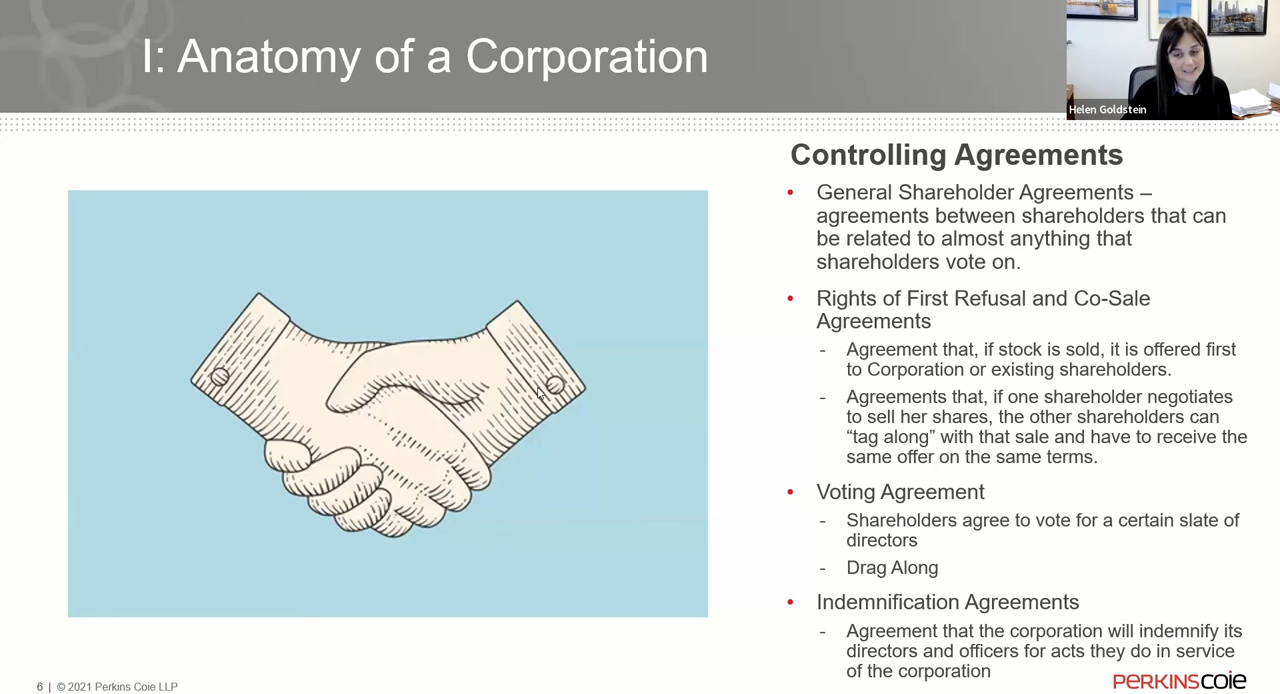 I: Anatomy of a Corporation
Helen Goldstein
Controlling Agreements
• General Shareholder Agreements –
agreements between shareholders that can
be related to almost anything that
shareholders vote on.
• Rights of First Refusal and Co-Sale
Agreements
- Agreement that, if stock is sold, it is offered first
to Corporation or existing shareholders.
- Agreements that, if one shareholder negotiates
to sell her shares, the other shareholders can
“tag along” with that sale and have to receive the
same offer on the same terms.
• Voting Agreement
- Shareholders agree to vote for a certain slate of
directors
- Drag Along
• Indemnification Agreements
- Agreement that the corporation will indemnify its
directors and officers for acts they do in service
of the corporation
6 | © 2021 Perkins Coie LLP
PERKINSCOIE